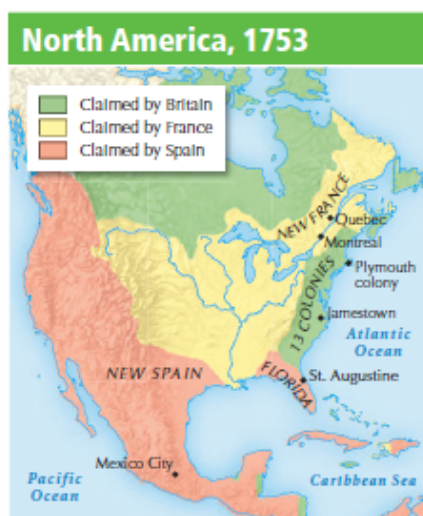 North America, 1753
Claimed by Britain
Claimed by France
Claimed by Spain
NEW FRANCE
Quebec
Montreal
Plymouth
colony
13 COLONIES
Jamestown
Atlantic
Ocean
NEW SPAIN
FLORIDA
St. Augustine
Mexico City
Pacific
Ocean
Caribbean Sea